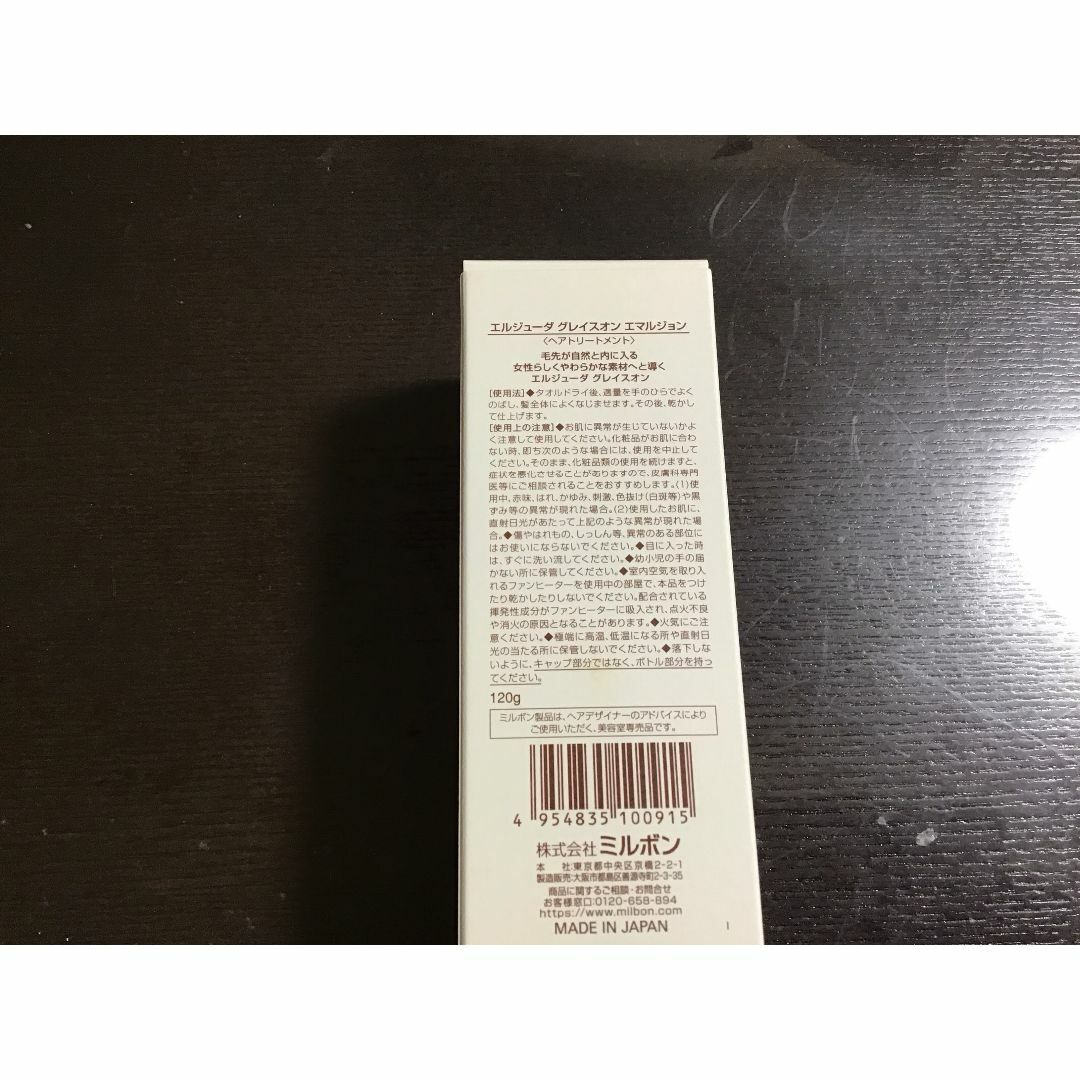 エルジューダ グレイスオン エマルジョン
〈ヘアトリートメント〉
毛先が自然と内に入る
女性らしくやわらかな素材へと導く
エルジューダ グレイスオン
[使用法]◆タオルドライ後、適量を手のひらでよく
のばし、髪全体によくなじませます。その後、乾かし
て仕上げます。
[使用上の注意]◆お肌に異常が生じていないかよ
く注意して使用してください。化粧品がお肌に合わ
ない時、即ち次のような場合には、使用を中止して
ください。そのまま、化粧品類の使用を続けますと、
症状を悪化させることがありますので、皮膚科専門
医等にご相談されることをおすすめします。(1)使
用中、赤味、はれ、かゆみ、刺激、色抜け(白斑等)や黒
ずみ等の異常が現れた場合。(2)使用したお肌に、
直射日光があたって上記のような異常が現れた場
合。◆傷やはれもの、しっしん等、異常のある部位に
はお使いにならないでください。◆目に入った時
は、すぐに洗い流してください。◆幼小児の手の届
かない所に保管してください。◆室内空気を取り入
れるファンヒーターを使用中の部屋で、本品をつけ
たり乾かしたりしないでください。配合されている
揮発性成分がファンヒーターに吸入され、点火不良
や消火の原因となることがあります。◆火気にご注
意ください。◆極端に高温、低温になる所や直射日
光の当たる所に保管しないでください。◆落下しな
いように、キャップ部分ではなく、ボトル部分を持っ
てください。
120g
ミルボン製品は、ヘアデザイナーのアドバイスにより
ご使用いただく、美容室専売品です。
4 954835 100915
株式会社 ミルボン
本 社:東京都中央区京橋2-2-1
製造販売:大阪市都島区善源寺町2-3-35
商品に関するご相談・お問合せ
お客様窓口:0120-658-894
https://www.milbon.com
MADE IN JAPAN
I